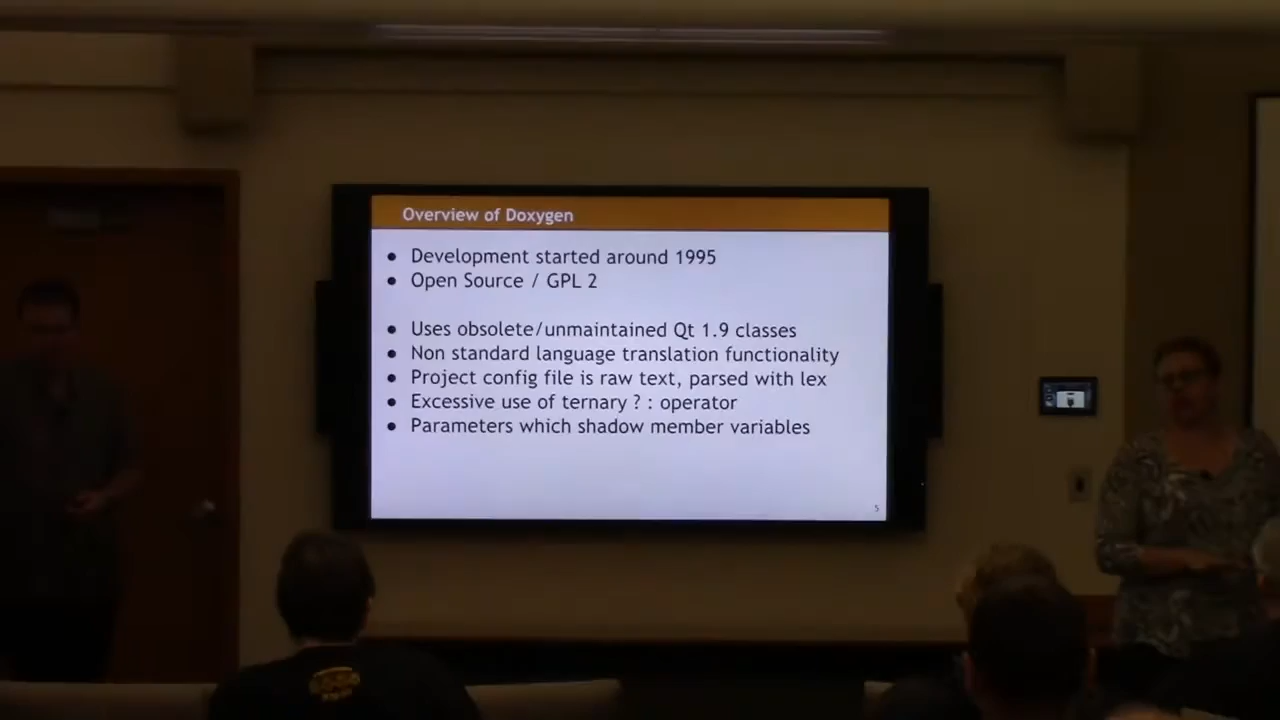 Overview of Doxygen
● Development started around 1995
● Open Source / GPL 2
● Uses obsolete/unmaintained Qt 1.9 classes
● Non standard language translation functionality
● Project config file is raw text, parsed with lex
● Excessive use of ternary ? : operator
● Parameters which shadow member variables
5